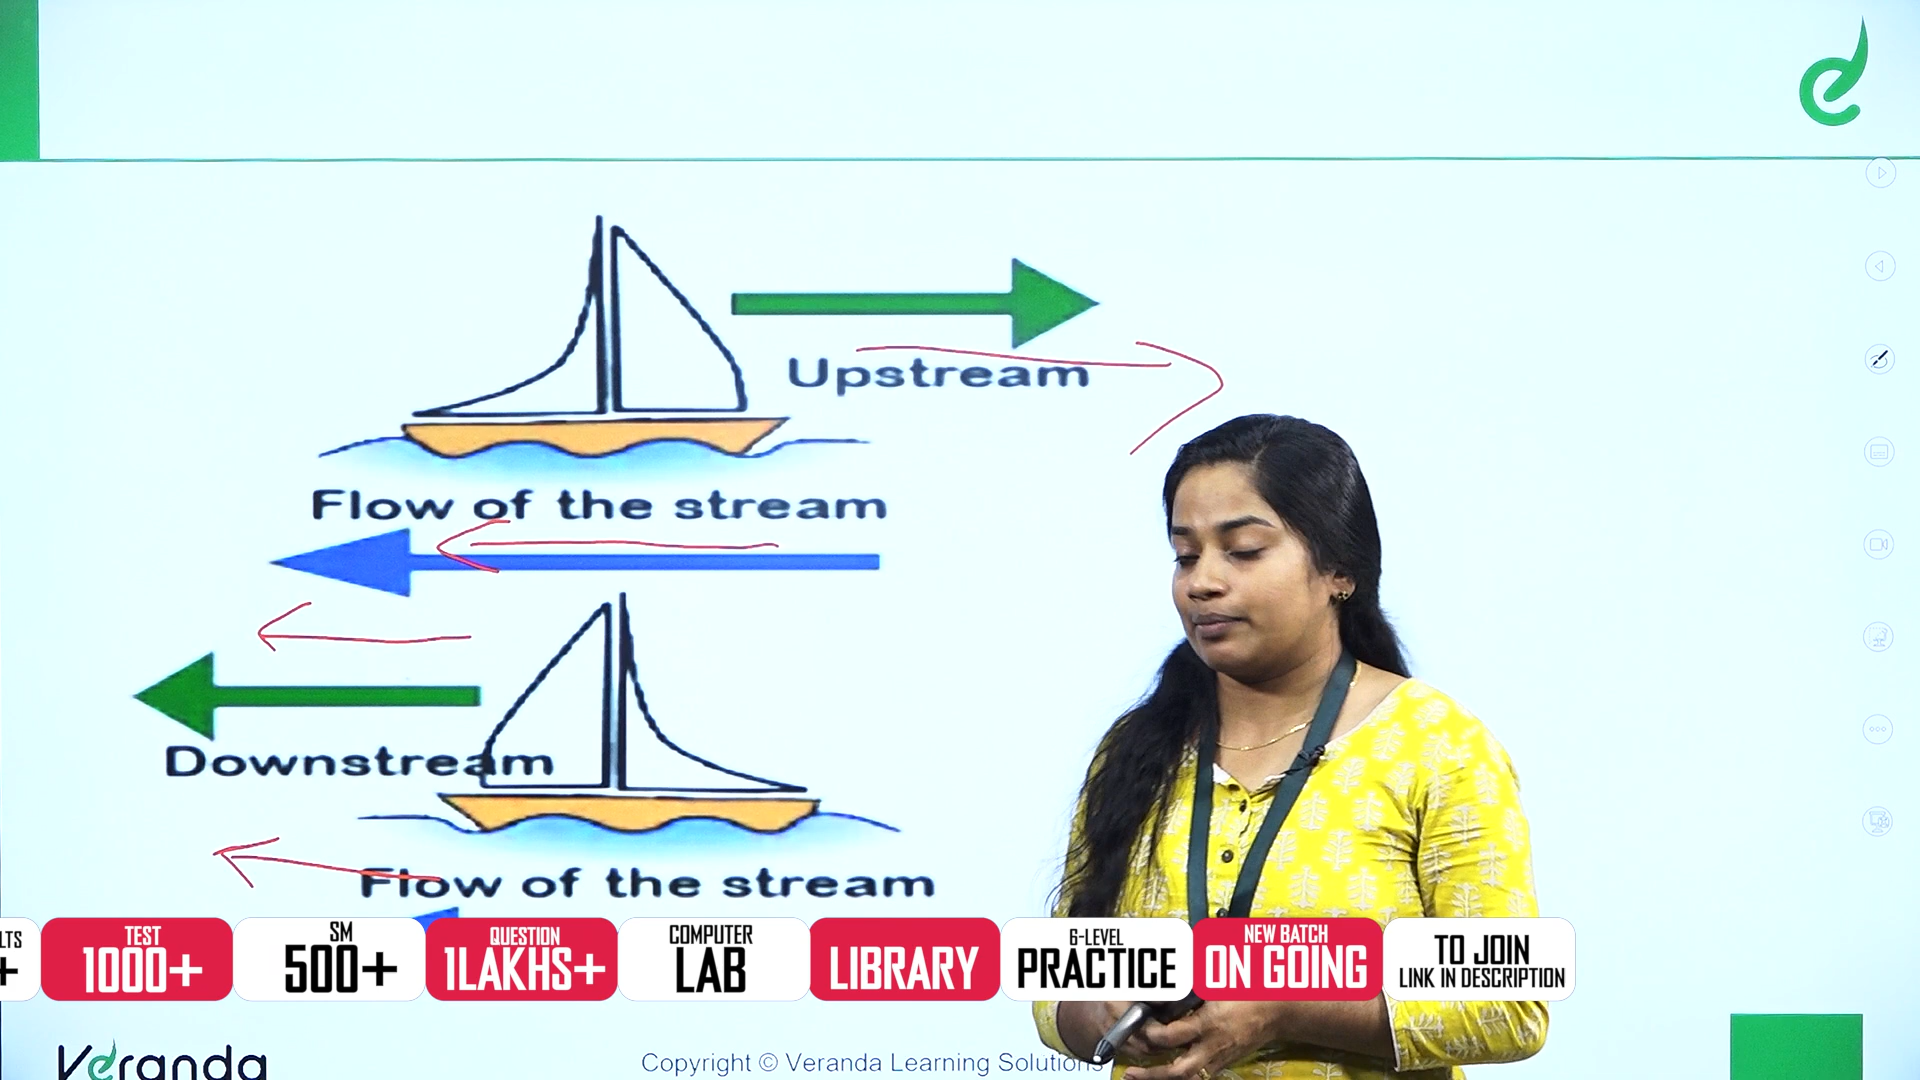 Upstream
Flow of the stream
Downstream
Flow of the stream
LTS
+
TEST
1000+
SM
500+
QUESTION
1LAKHS+
COMPUTER
LAB
LIBRARY
6-LEVEL
PRACTICE
NEW BATCH
ON GOING
TO JOIN
LINK IN DESCRIPTION
Veranda
Copyright © Veranda Learning Solutions